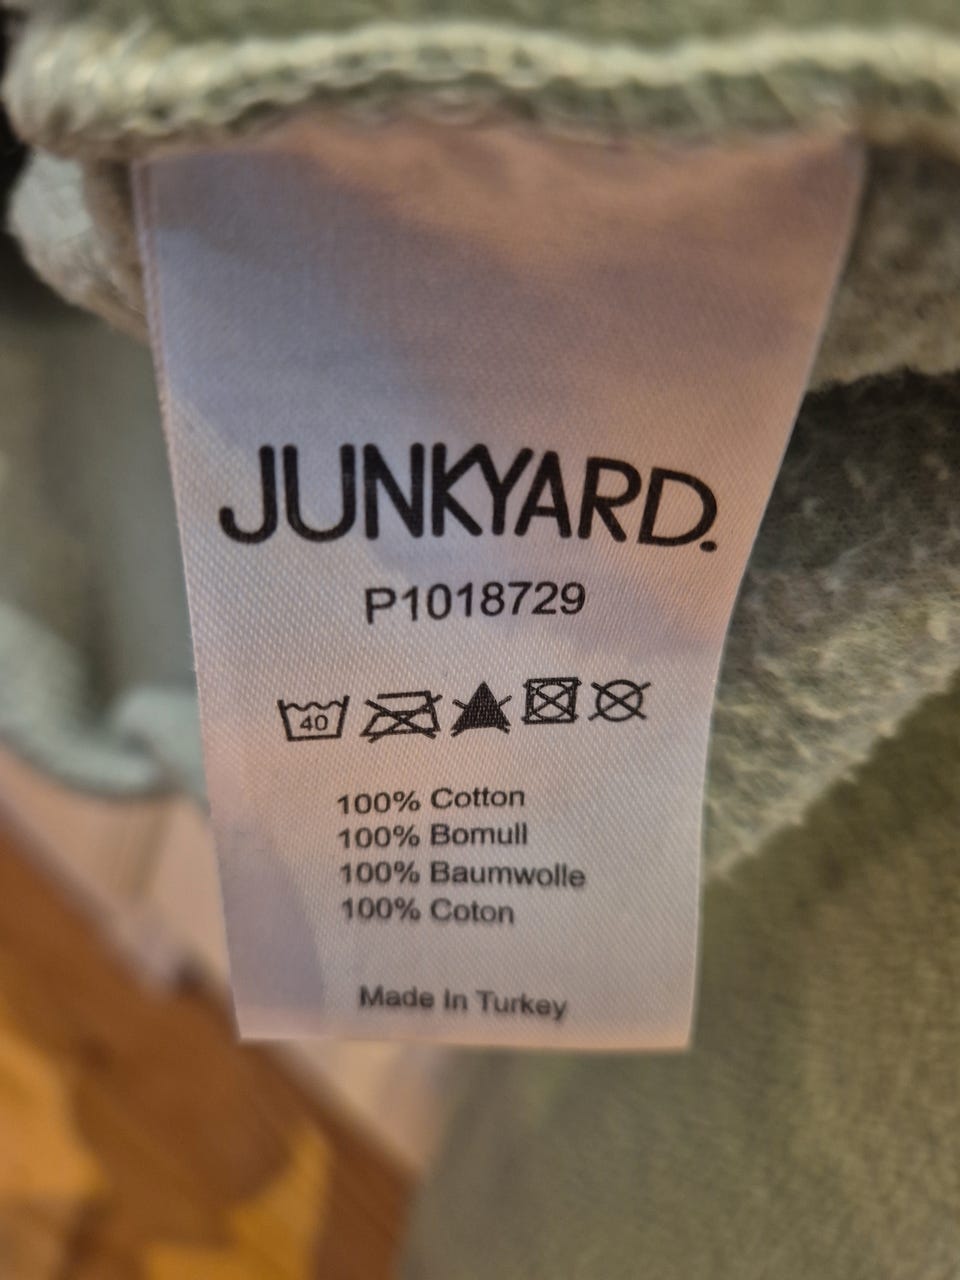 JUNKYARD.
P1018729
40
100% Cotton
100% Bomull
100% Baumwolle
100% Coton
Made In Turkey